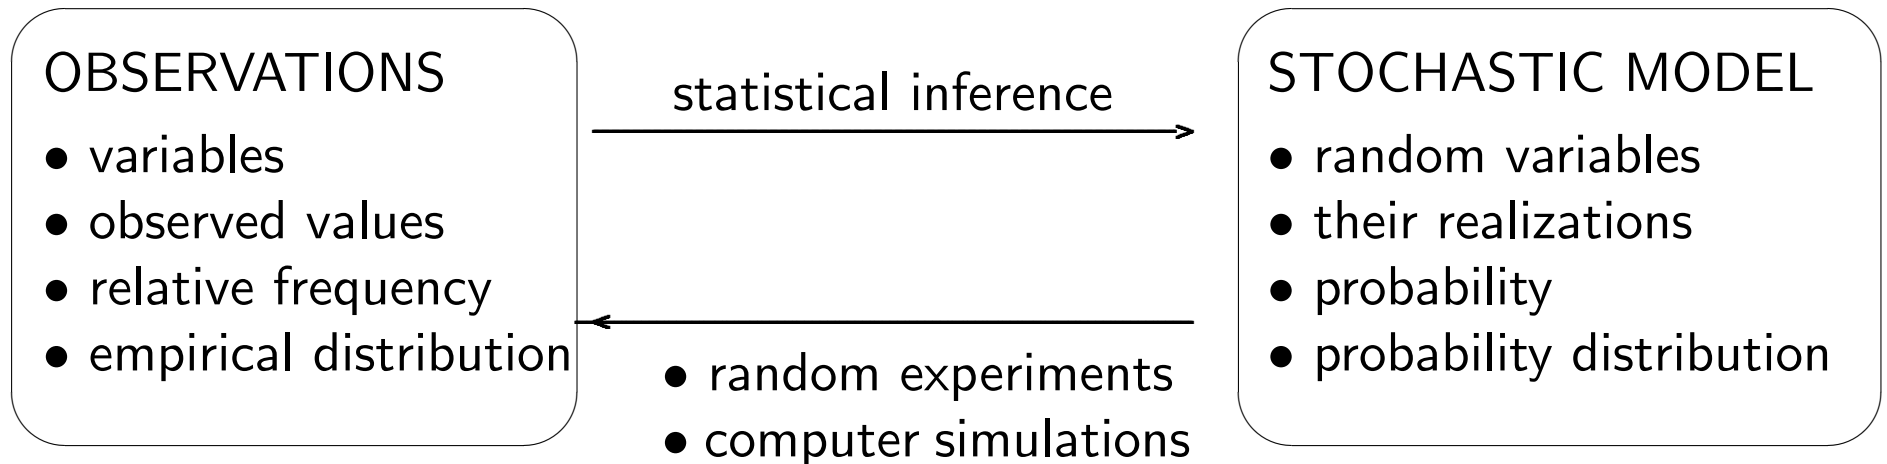 OBSERVATIONS
• variables
• observed values
• relative frequency
• empirical distribution
statistical inference
• random experiments
• computer simulations
STOCHASTIC MODEL
• random variables
• their realizations
• probability
• probability distribution